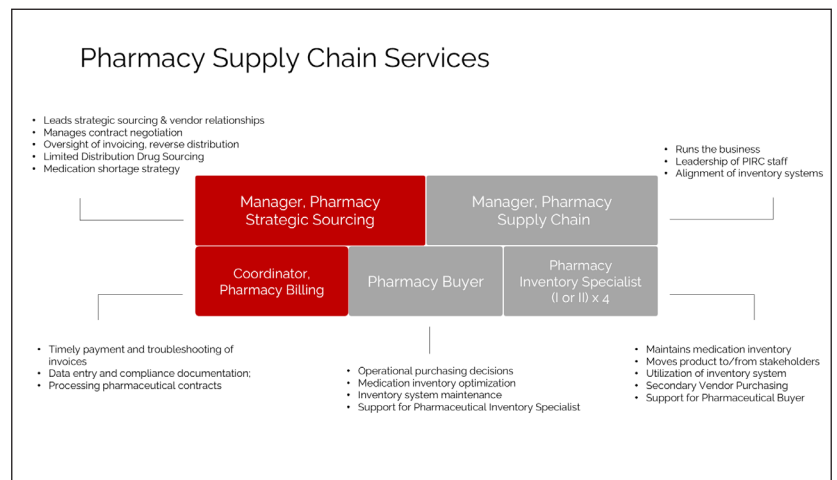 Pharmacy Supply Chain Services
• Leads strategic sourcing & vendor relationships
• Manages contract negotiation
• Oversight of invoicing, reverse distribution
• Limited Distribution Drug Sourcing
• Medication shortage strategy
• Runs the business
• Leadership of PIRC staff
• Alignment of inventory systems
Manager, Pharmacy
Strategic Sourcing
Manager, Pharmacy
Supply Chain
Coordinator,
Pharmacy Billing
Pharmacy Buyer
Pharmacy
Inventory Specialist
(I or II) x 4
• Timely payment and troubleshooting of
invoices
• Data entry and compliance documentation;
• Processing pharmaceutical contracts
• Operational purchasing decisions
• Medication inventory optimization
• Inventory system maintenance
• Support for Pharmaceutical Inventory Specialist
• Maintains medication inventory
• Moves product to/from stakeholders
• Utilization of inventory system
• Secondary Vendor Purchasing
• Support for Pharmaceutical Buyer